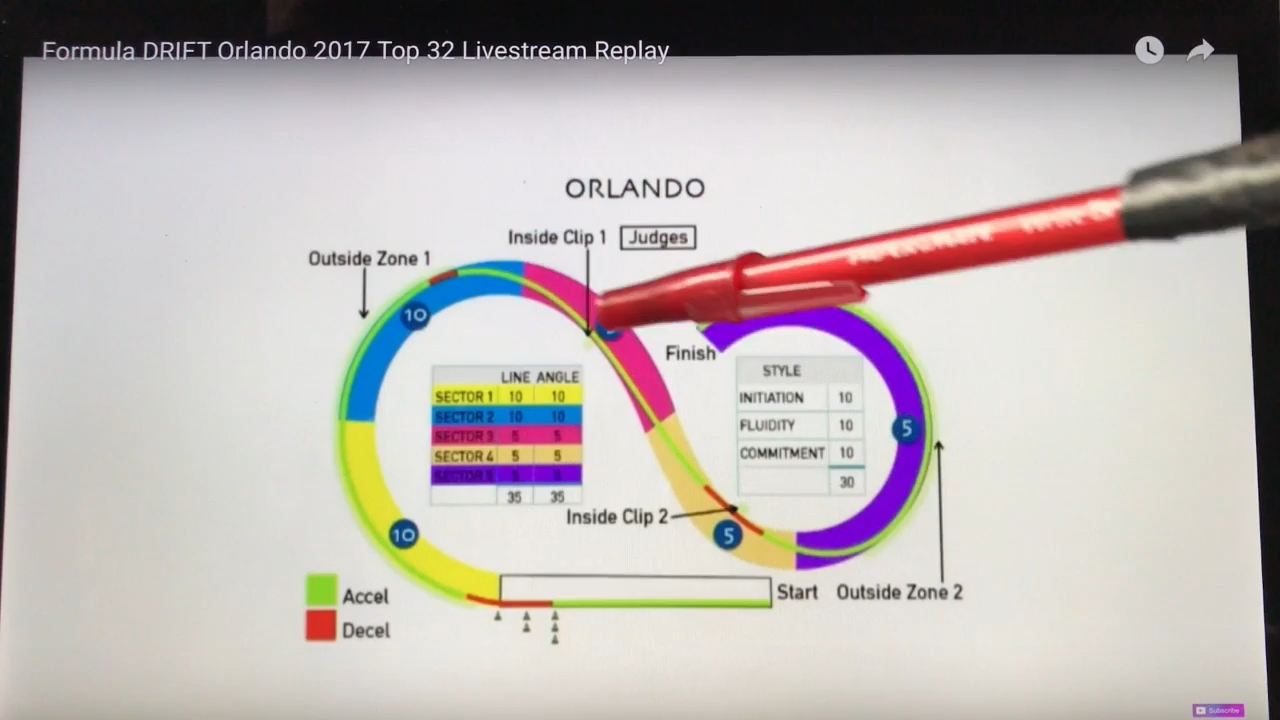 Formula DRIFT Orlando 2017 Top 32 Livestream Replay
ORLANDO
Inside Clip 1
Judges
Outside Zone 1
10
Finish
LINE ANGLE
SECTOR 1 10 10
SECTOR 2 10 10
SECTOR 3 5 5
SECTOR 4 5 5
35 35
STYLE
INITIATION 10
FLUIDITY 10
COMMITMENT 10
30
5
Inside Clip 2
10
5
Start
Outside Zone 2
Accel
Decel
Subscribe